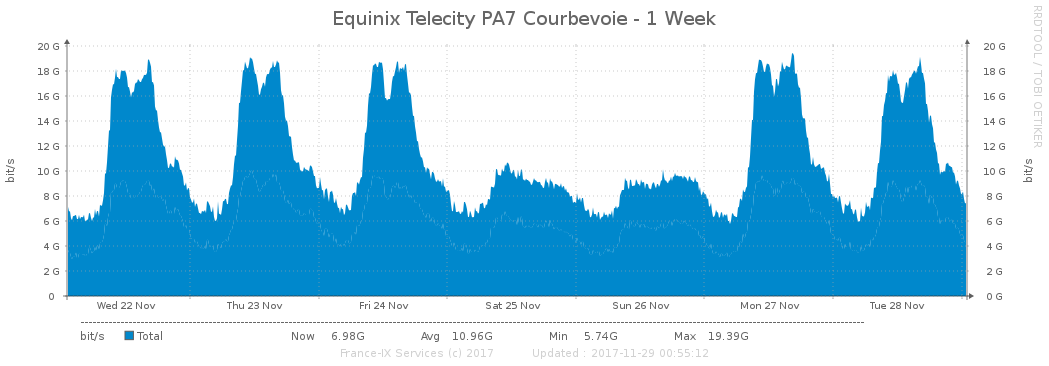 Equinix Telecity PA7 Courbevoie - 1 Week
RRDTOOL / TOBI OETIKER
bit/s
20 G 20 G
18 G 18 G
16 G 16 G
14 G 14 G
12 G 12 G
10 G 10 G
8 G 8 G
6 G 6 G
4 G 4 G
2 G 2 G
0 0 G
bit/s
Wed 22 Nov Thu 23 Nov Fri 24 Nov Sat 25 Nov Sun 26 Nov Mon 27 Nov Tue 28 Nov
bit/s Total Now 6.98G Avg 10.96G Min 5.74G Max 19.39G
France-IX Services (c) 2017 Updated : 2017-11-29 00:55:12